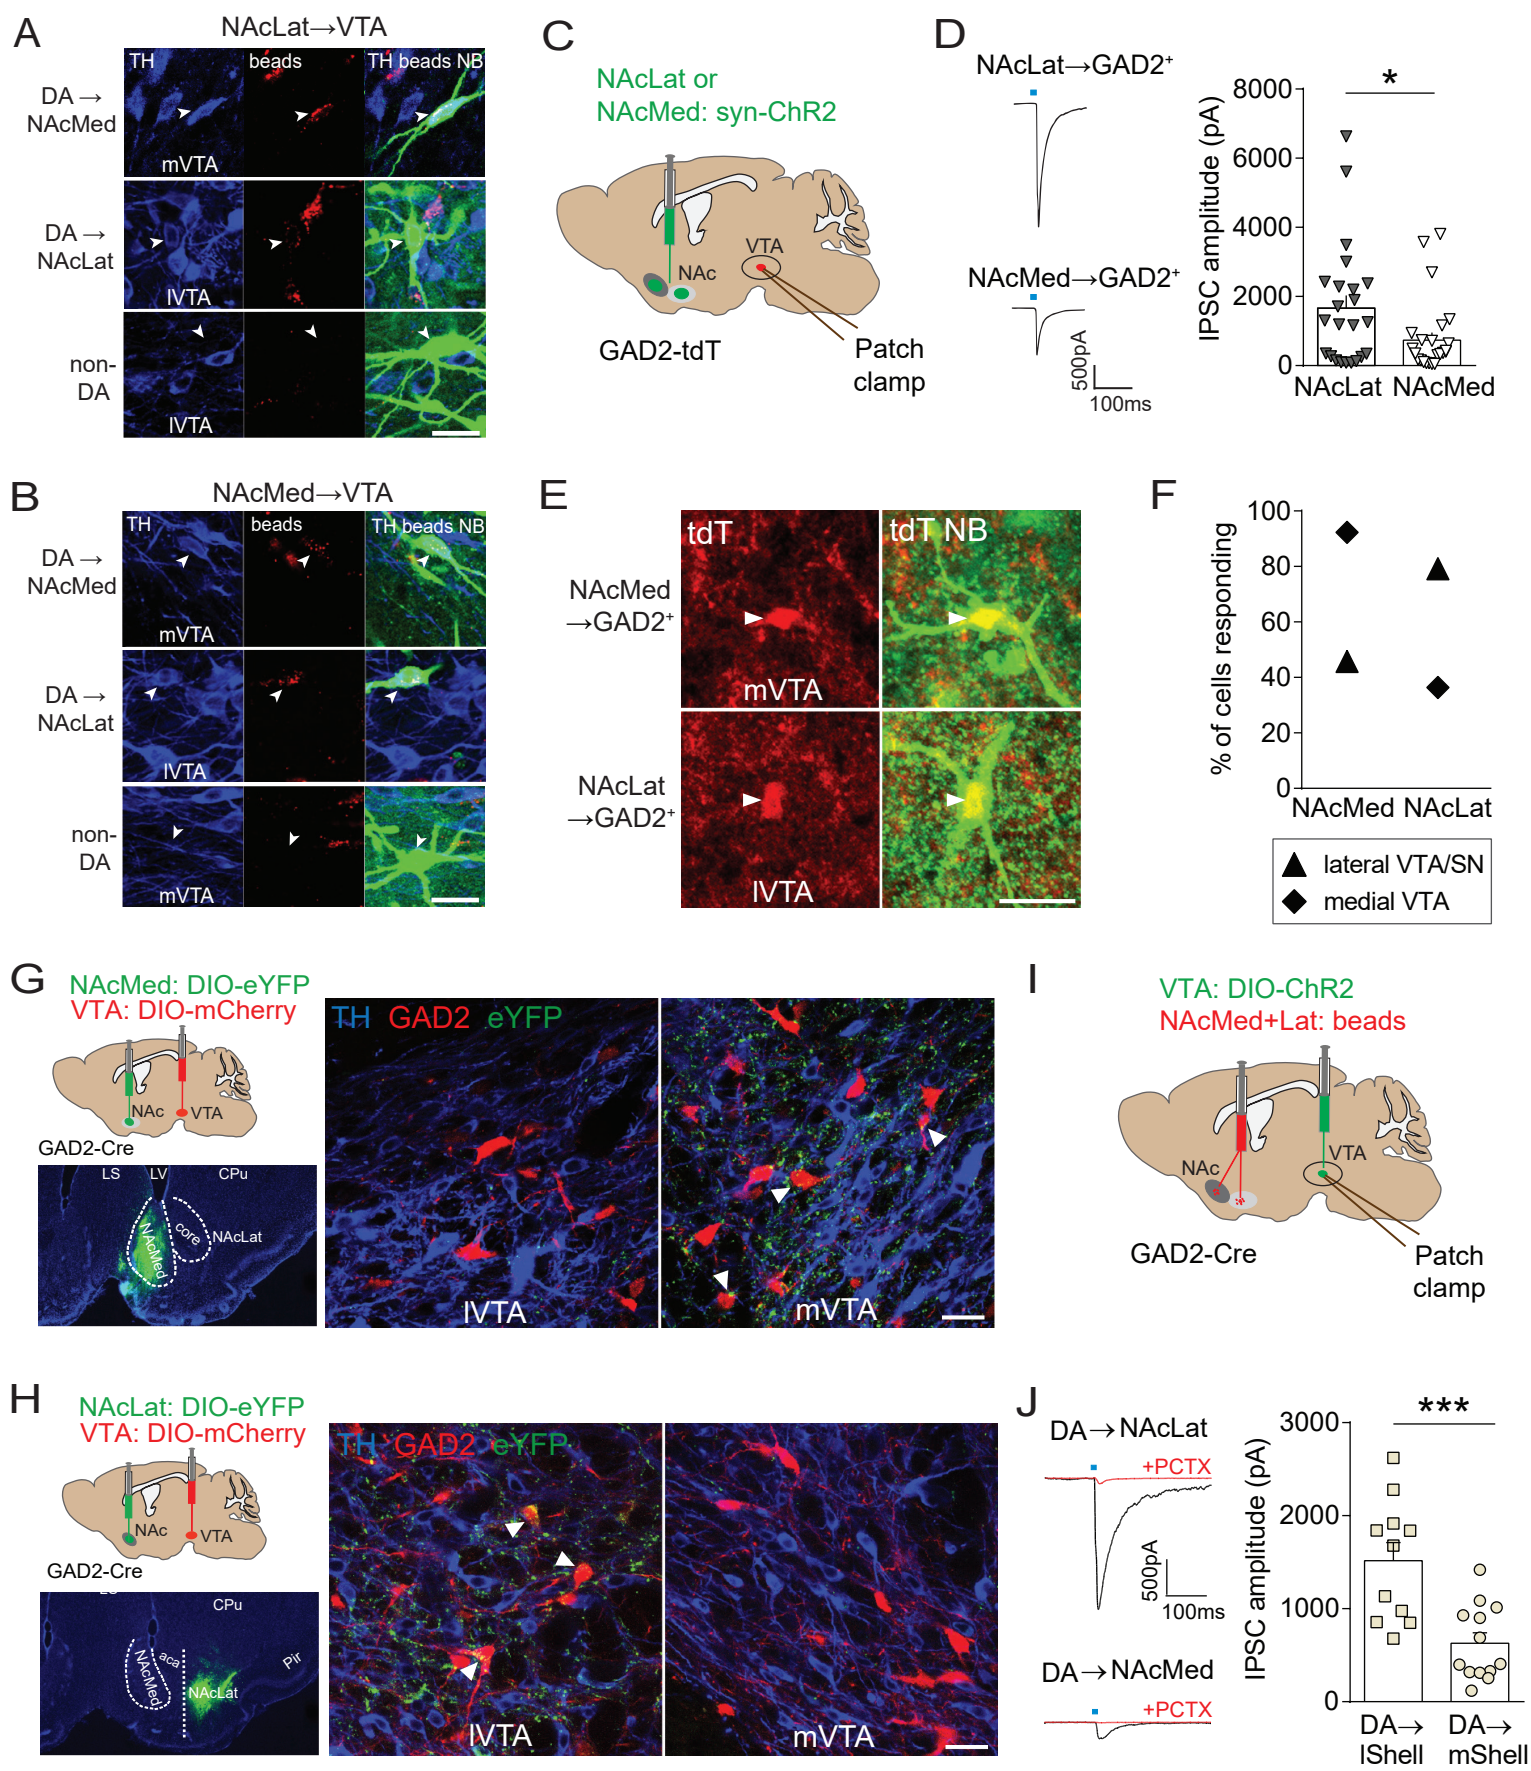 A
NAcLat→VTA
TH
beads
TH beads NB
DA →
NAcMed
mVTA
DA →
NAcLat
lVTA
non-
DA
lVTA
B
NAcMed→VTA
TH
beads
TH beads NB
DA →
NAcMed
mVTA
DA →
NAcLat
lVTA
non-
DA
mVTA
C
NAcLat or
NAcMed: syn-ChR2
VTA
NAc
GAD2-tdT
Patch
clamp
D
NAcLat→GAD2+
NAcMed→GAD2+
500pA
100ms
IPSC amplitude (pA)
8000
6000
4000
2000
0
*
NAcLat
NAcMed
E
tdT
tdT NB
NAcMed
→GAD2+
mVTA
NAcLat
→GAD2+
lVTA
F
% of cells responding
100
80
60
40
20
0
NAcMed
NAcLat
lateral VTA/SN
medial VTA
G
NAcMed: DIO-eYFP
VTA: DIO-mCherry
NAc
VTA
GAD2-Cre
LS
LV
CPu
NAcMed
core
NAcLat
TH GAD2 eYFP
lVTA
mVTA
H
NAcLat: DIO-eYFP
VTA: DIO-mCherry
NAc
VTA
GAD2-Cre
CPu
NAcMed
aca
NAcLat
Pir
TH GAD2 eYFP
lVTA
mVTA
I
VTA: DIO-ChR2
NAcMed+Lat: beads
NAc
VTA
GAD2-Cre
Patch
clamp
J
DA→NAcLat
+PCTX
500pA
100ms
DA→NAcMed
+PCTX
IPSC amplitude (pA)
3000
2000
1000
0
***
DA→
lShell
DA→
mShell